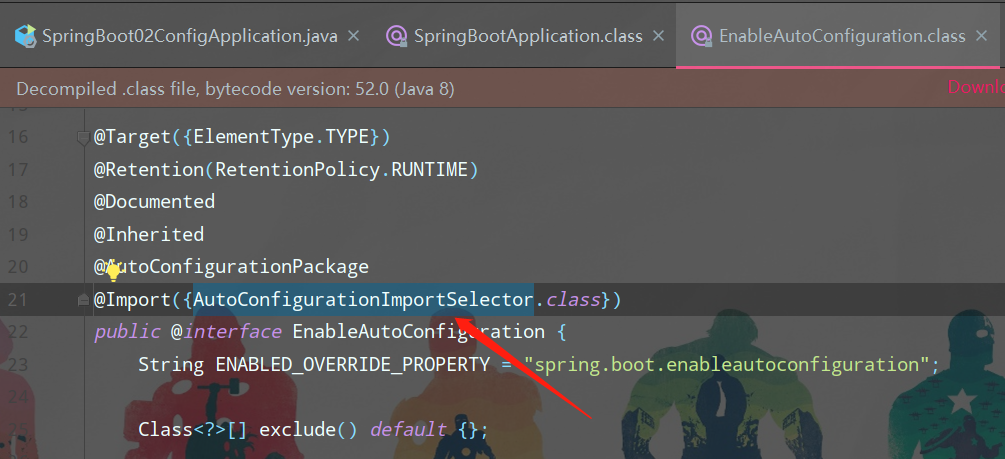 SpringBoot02ConfigApplication.java × SpringBootApplication.class × EnableAutoConfiguration.class ×
Decompiled .class file, bytecode version: 52.0 (Java 8)
16 @Target({ElementType.TYPE})
17 @Retention(RetentionPolicy.RUNTIME)
18 @Documented
19 @Inherited
20 @AutoConfigurationPackage
21 @Import({AutoConfigurationImportSelector.class})
22 public @interface EnableAutoConfiguration {
23 String ENABLED_OVERRIDE_PROPERTY = "spring.boot.enableautoconfiguration";
24
25 Class<?>[] exclude() default {};